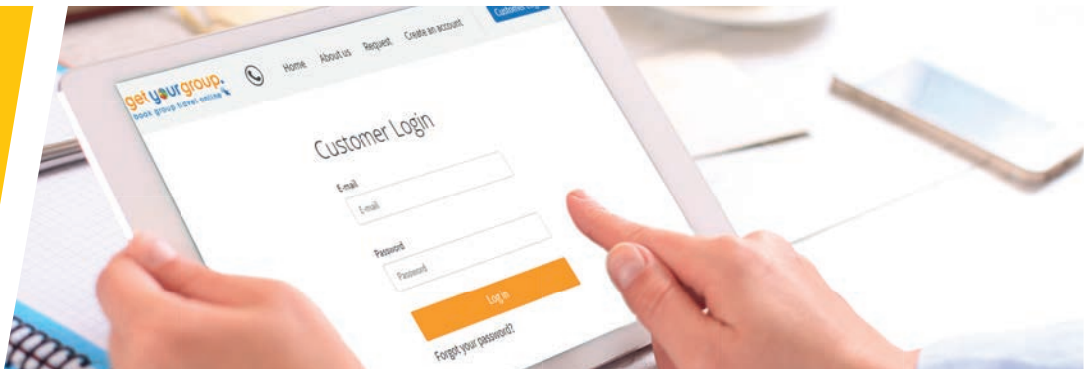 getyourgroup.
book group travel online
Home About us Request Create an account
Customer Login
E-mail
E-mail
Password
Password
Log in
Forgot your password?